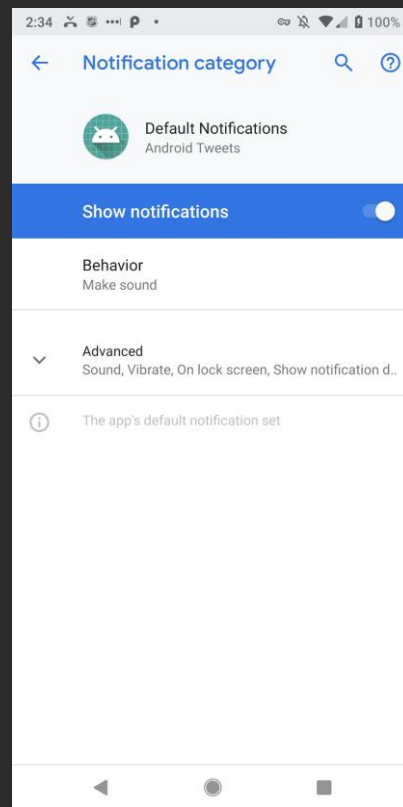 2:34 P 100%
Notification category
Default Notifications
Android Tweets
Show notifications
Behavior
Make sound
Advanced
Sound, Vibrate, On lock screen, Show notification d..
The app's default notification set